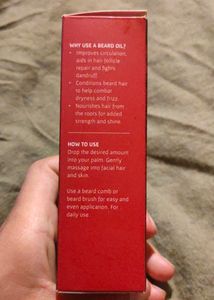 WHY USE A BEARD OIL?
• Improves circulation,
aids in hair follicle
repair and fights
dandruff
• Conditions beard hair
to help combat
dryness and frizz.
• Nourishes hair from
the roots for added
strength and shine.
HOW TO USE
Drop the desired amount
into your palm. Gently
massage into facial hair
and skin.
Use a beard comb or
beard brush for easy and
even application. For
daily use.